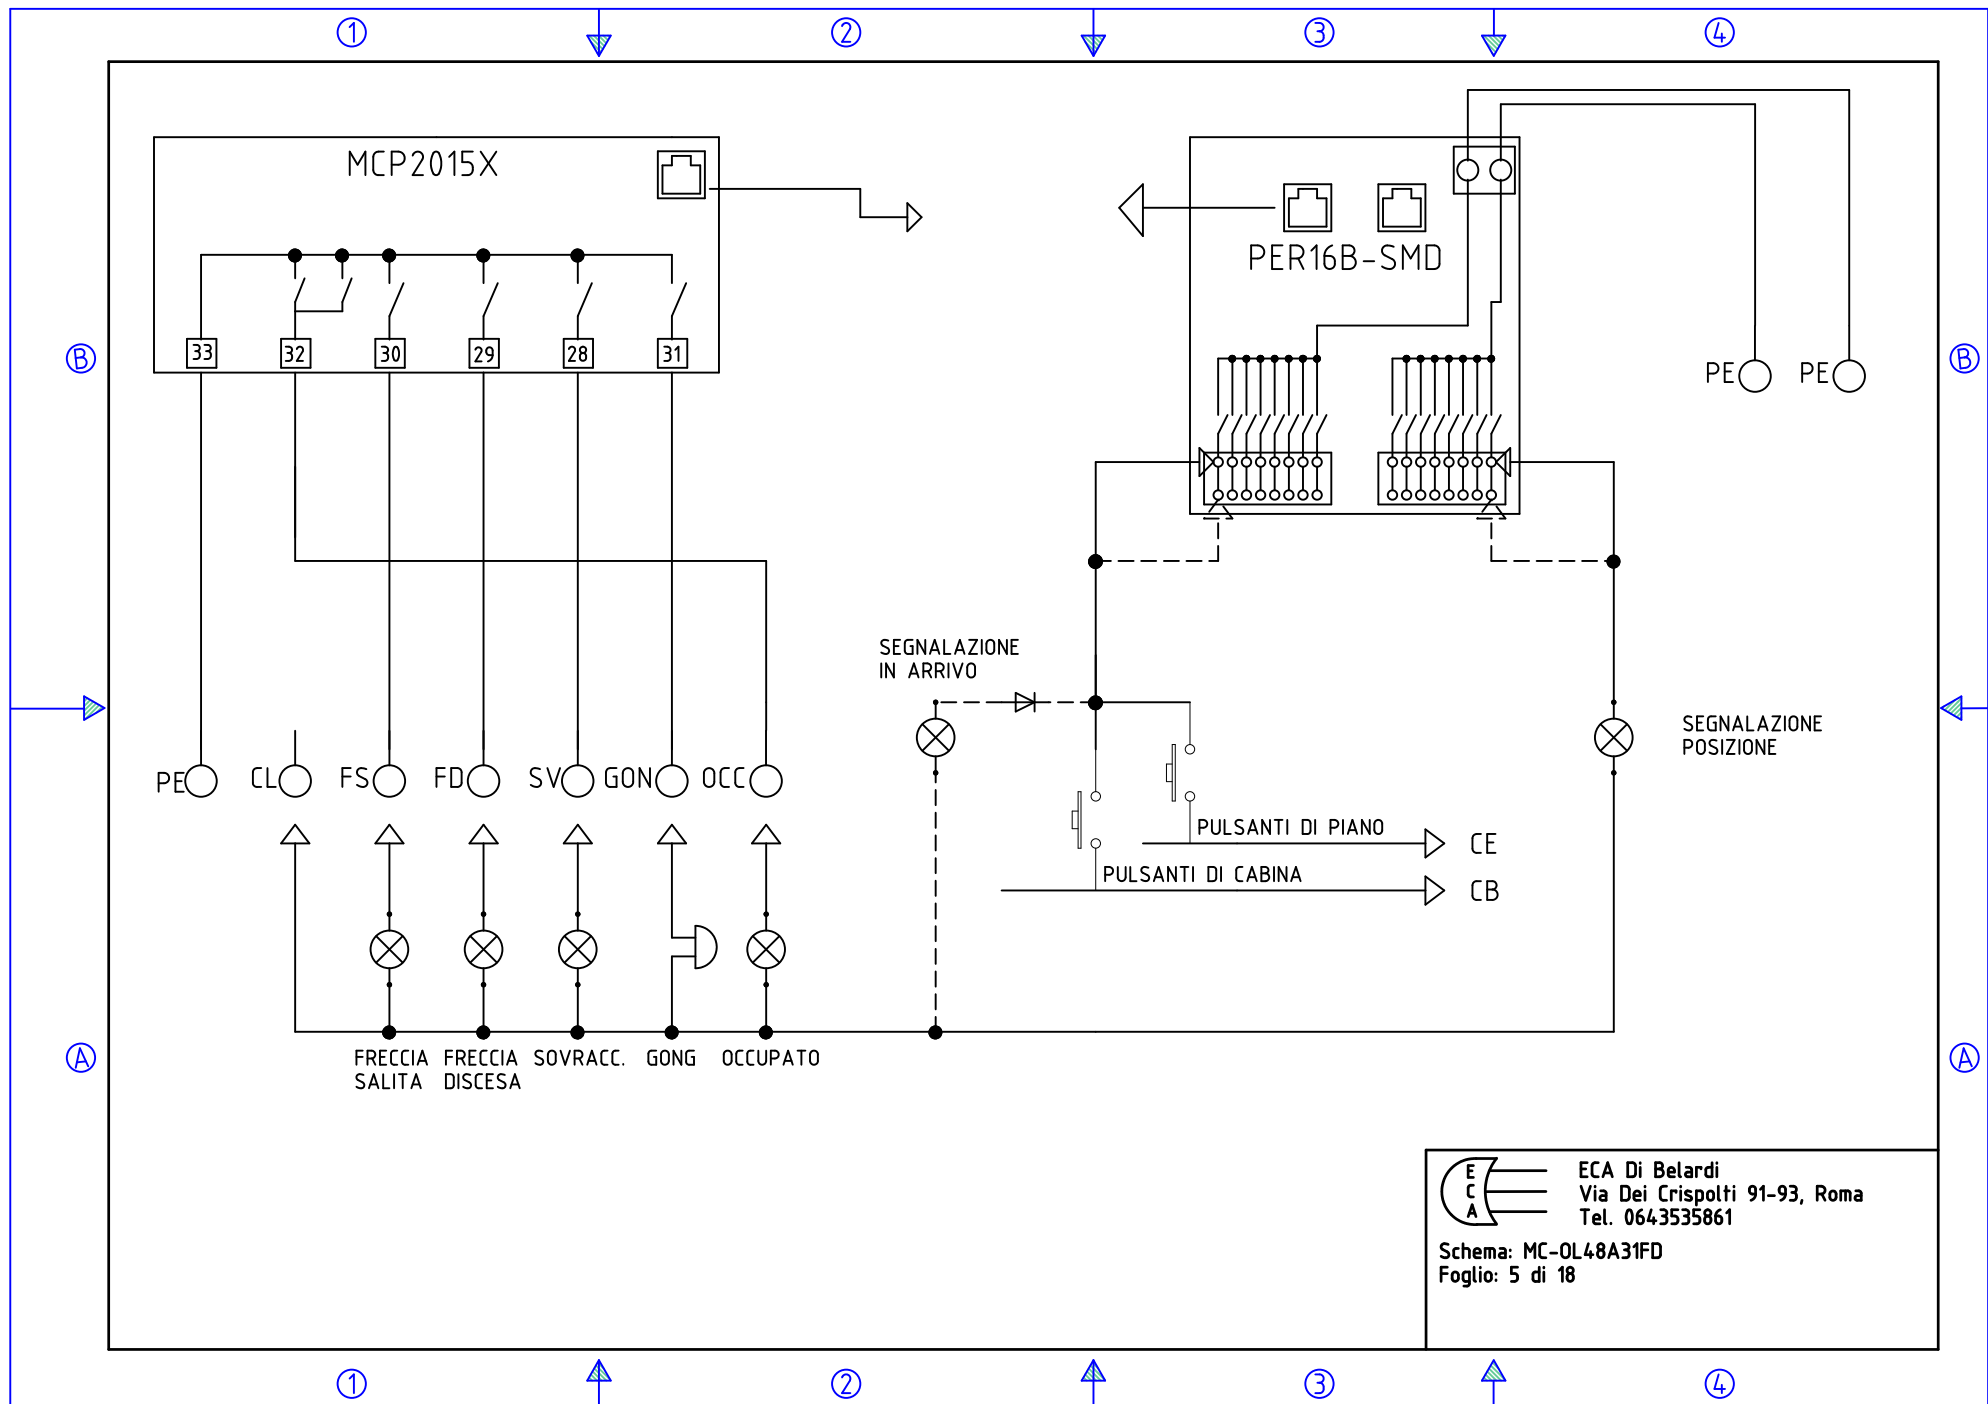 1 2 3 4
MCP2015X
PER16B-SMD
33 32 30 29 28 31
B B
PE PE
SEGNALAZIONE
IN ARRIVO
SEGNALAZIONE
POSIZIONE
PE CL FS FD SV GON OCC
PULSANTI DI PIANO CE
PULSANTI DI CABINA CB
A A
FRECCIA
SALITA
FRECCIA
DISCESA
SOVRACC.
GONG
OCCUPATO
E
C
A
ECA Di Belardi
Via Dei Crispolti 91-93, Roma
Tel. 0643535861
Schema: MC-OL48A31FD
Foglio: 5 di 18
1 2 3 4